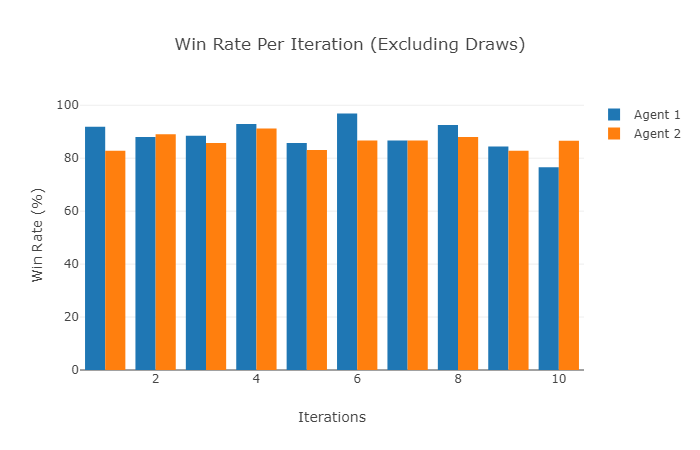 Win Rate Per Iteration (Excluding Draws)
100
80
60
40
20
0
Win Rate (%)
2 4 6 8 10
Iterations
Agent 1
Agent 2